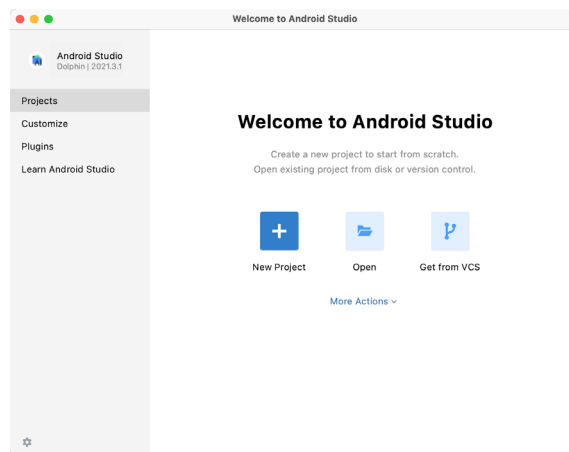 Welcome to Android Studio
Android Studio
Dolphin | 2021.3.1
Projects
Customize
Plugins
Learn Android Studio
Welcome to Android Studio
Create a new project to start from scratch.
Open existing project from disk or version control.
New Project
Open
Get from VCS
More Actions